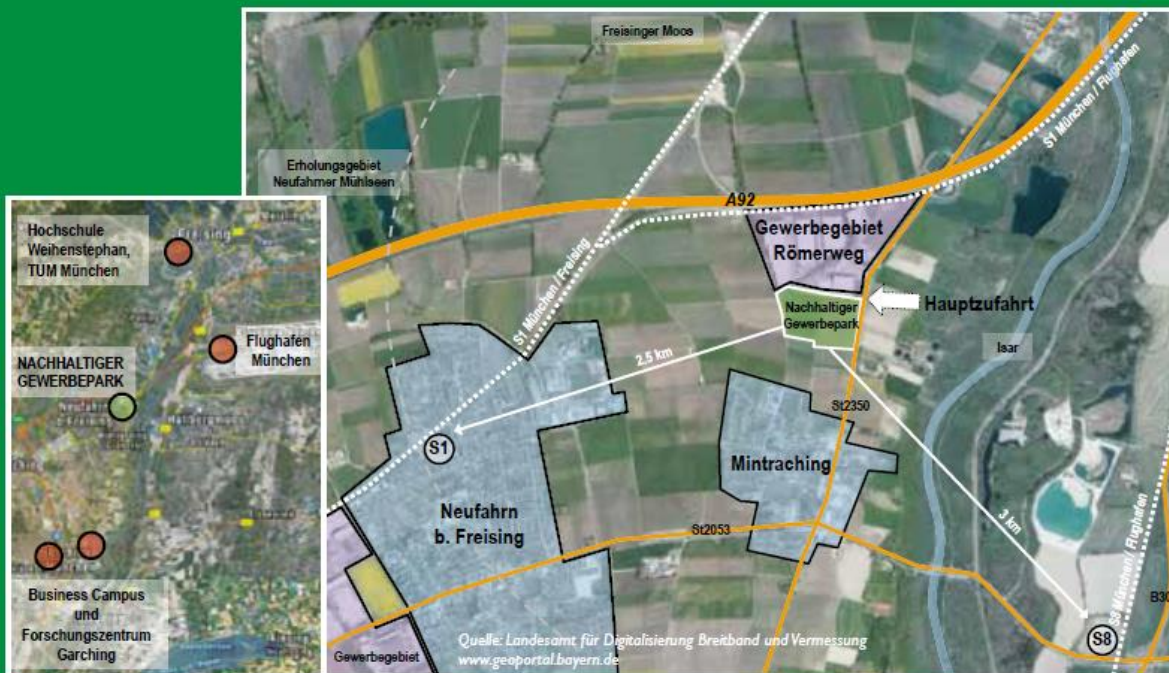 Freisinger Moos
S1 München / Flughafen
Erholungsgebiet
Neufahrner Mühlseen
A92
Gewerbegebiet
Römerweg
S1 München / Freising
Nachhaltiger
Gewerbepark
Hauptzufahrt
Isar
2,5 km
St2350
S1
Mintraching
Neufahrn
b. Freising
St2053
3 km
S8 München / Flughafen
B30
S8
Gewerbegebiet
Quelle: Landesamt für Digitalisierung Breitband und Vermessung
www.geoportal.bayern.de
Hochschule
Weihenstephan,
TUM München
Freising
Flughafen
München
NACHHALTIGER
GEWERBEPARK
Business Campus
und
Forschungszentrum
Garching